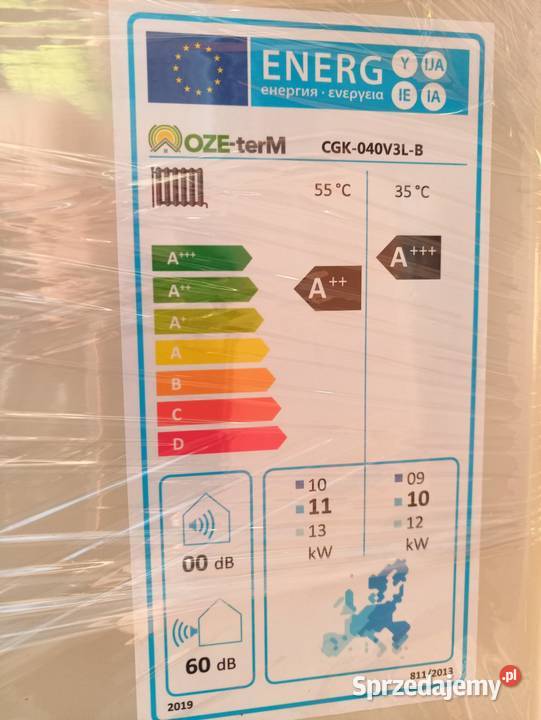 ENERG Y IJA
енергия · ενεργεια IE IA
OZE-terM CGK-040V3L-B
55 °C 35 °C
A+++ A+++
A++ A++
A+
A
B
C
D
10 09
11 10
13 12
kW kW
00 dB
60 dB
2019 811/2013
Sprzedajemy.pl